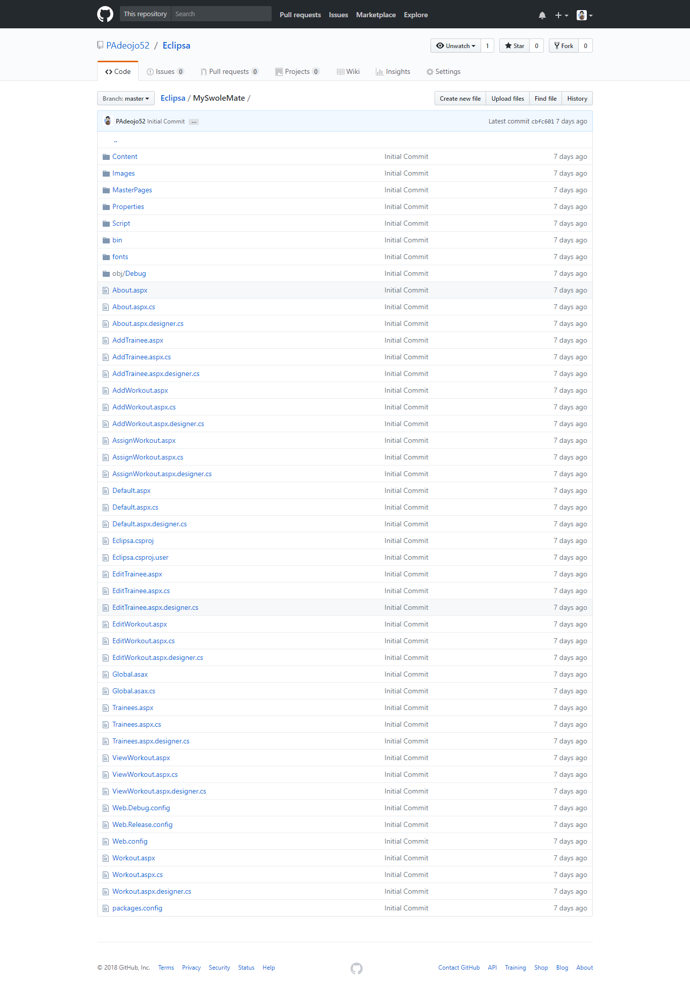 This repository Search Pull requests Issues Marketplace Explore
PAdeojo52 / Eclipsa Unwatch 1 Star 0 Fork 0
Code Issues 0 Pull requests 0 Projects 0 Wiki Insights Settings
Branch: master Eclipsa / MySwoleMate / Create new file Upload files Find file History
PAdeojo52 Initial Commit ... Latest commit cbfc601 7 days ago
..
Content Initial Commit 7 days ago
Images Initial Commit 7 days ago
MasterPages Initial Commit 7 days ago
Properties Initial Commit 7 days ago
Script Initial Commit 7 days ago
bin Initial Commit 7 days ago
fonts Initial Commit 7 days ago
obj/Debug Initial Commit 7 days ago
About.aspx Initial Commit 7 days ago
About.aspx.cs Initial Commit 7 days ago
About.aspx.designer.cs Initial Commit 7 days ago
AddTrainee.aspx Initial Commit 7 days ago
AddTrainee.aspx.cs Initial Commit 7 days ago
AddTrainee.aspx.designer.cs Initial Commit 7 days ago
AddWorkout.aspx Initial Commit 7 days ago
AddWorkout.aspx.cs Initial Commit 7 days ago
AddWorkout.aspx.designer.cs Initial Commit 7 days ago
AssignWorkout.aspx Initial Commit 7 days ago
AssignWorkout.aspx.cs Initial Commit 7 days ago
AssignWorkout.aspx.designer.cs Initial Commit 7 days ago
Default.aspx Initial Commit 7 days ago
Default.aspx.cs Initial Commit 7 days ago
Default.aspx.designer.cs Initial Commit 7 days ago
Eclipsa.csproj Initial Commit 7 days ago
Eclipsa.csproj.user Initial Commit 7 days ago
EditTrainee.aspx Initial Commit 7 days ago
EditTrainee.aspx.cs Initial Commit 7 days ago
EditTrainee.aspx.designer.cs Initial Commit 7 days ago
EditWorkout.aspx Initial Commit 7 days ago
EditWorkout.aspx.cs Initial Commit 7 days ago
EditWorkout.aspx.designer.cs Initial Commit 7 days ago
Global.asax Initial Commit 7 days ago
Global.asax.cs Initial Commit 7 days ago
Trainees.aspx Initial Commit 7 days ago
Trainees.aspx.cs Initial Commit 7 days ago
Trainees.aspx.designer.cs Initial Commit 7 days ago
ViewWorkout.aspx Initial Commit 7 days ago
ViewWorkout.aspx.cs Initial Commit 7 days ago
ViewWorkout.aspx.designer.cs Initial Commit 7 days ago
Web.Debug.config Initial Commit 7 days ago
Web.Release.config Initial Commit 7 days ago
Web.config Initial Commit 7 days ago
Workout.aspx Initial Commit 7 days ago
Workout.aspx.cs Initial Commit 7 days ago
Workout.aspx.designer.cs Initial Commit 7 days ago
packages.config Initial Commit 7 days ago
© 2018 GitHub, Inc. Terms Privacy Security Status Help Contact GitHub API Training Shop Blog About